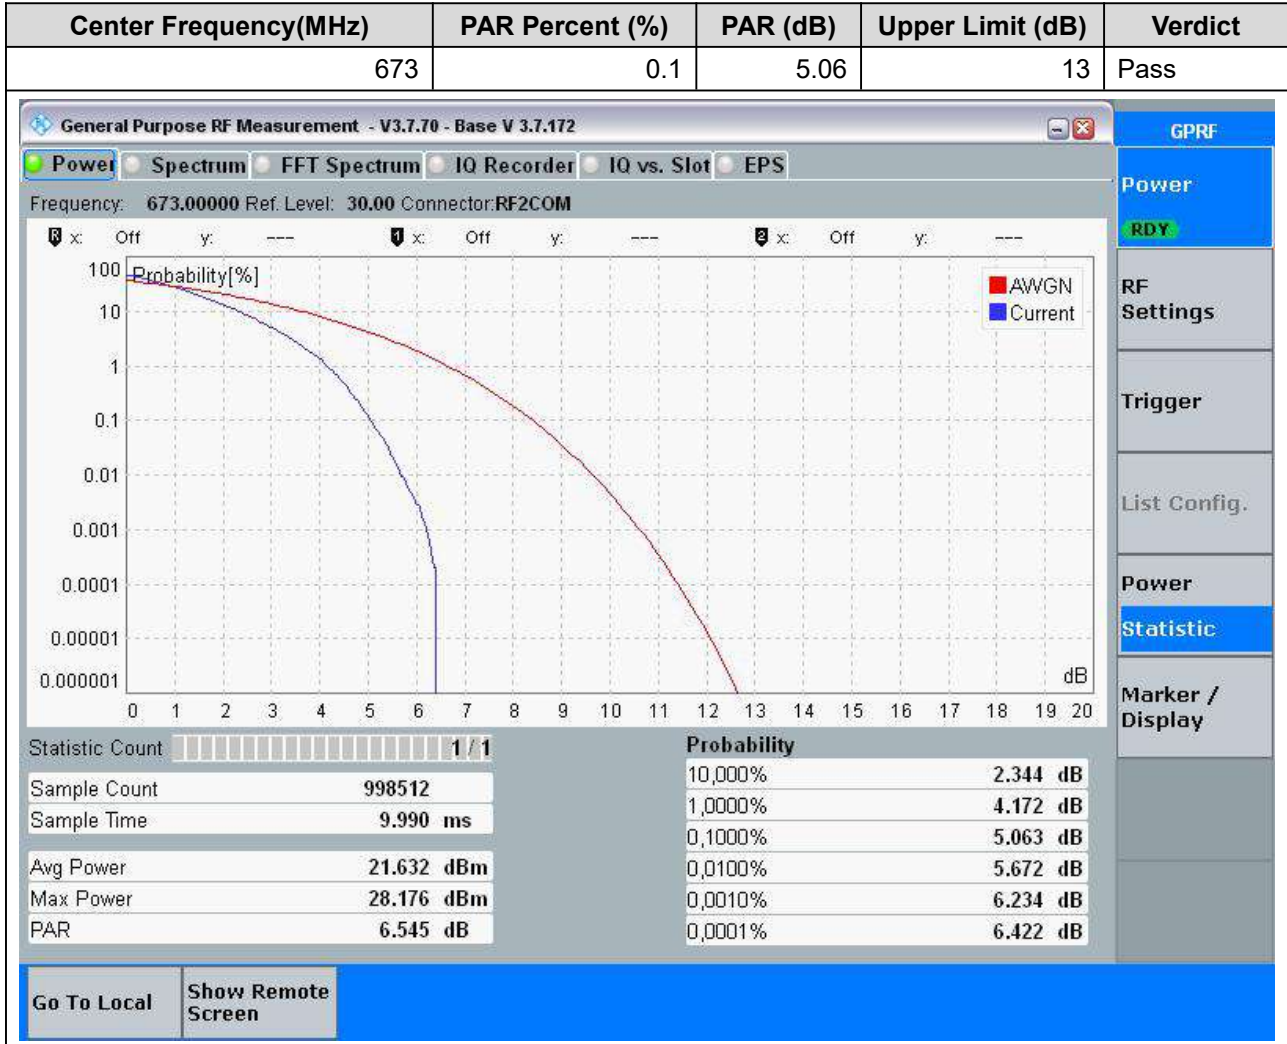 Center Frequency(MHz) PAR Percent (%) PAR (dB) Upper Limit (dB) Verdict
673 0.1 5.06 13 Pass
General Purpose RF Measurement - V3.7.70 - Base V 3.7.172
GPRF
Power Spectrum FFT Spectrum IQ Recorder IQ vs. Slot EPS
Frequency: 673.00000 Ref. Level: 30.00 Connector:RF2COM
R x: Off y: --- 1 x: Off y: --- 2 x: Off y: ---
Probability[%]
AWGN
Current
100
10
1
0.1
0.01
0.001
0.0001
0.00001
0.000001
dB
0 1 2 3 4 5 6 7 8 9 10 11 12 13 14 15 16 17 18 19 20
Statistic Count 1 / 1
Sample Count 998512
Sample Time 9.990 ms
Avg Power 21.632 dBm
Max Power 28.176 dBm
PAR 6.545 dB
Probability
10,000% 2.344 dB
1,0000% 4.172 dB
0,1000% 5.063 dB
0,0100% 5.672 dB
0,0010% 6.234 dB
0,0001% 6.422 dB
Power
RDY
RF
Settings
Trigger
List Config.
Power
Statistic
Marker /
Display
Go To Local
Show Remote
Screen